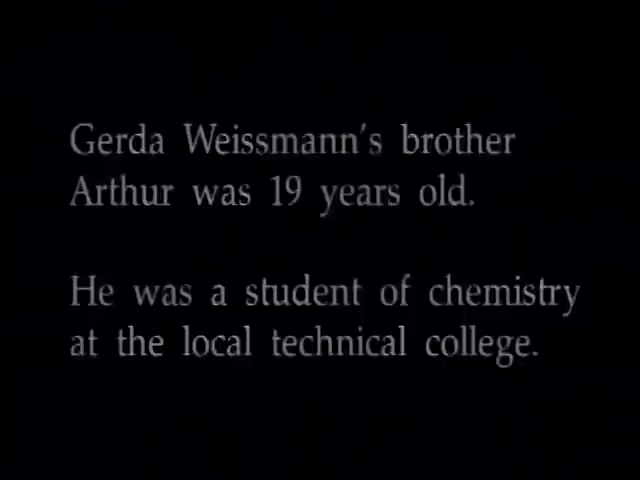 Gerda Weissmann's brother
Arthur was 19 years old.
He was a student of chemistry
at the local technical college.